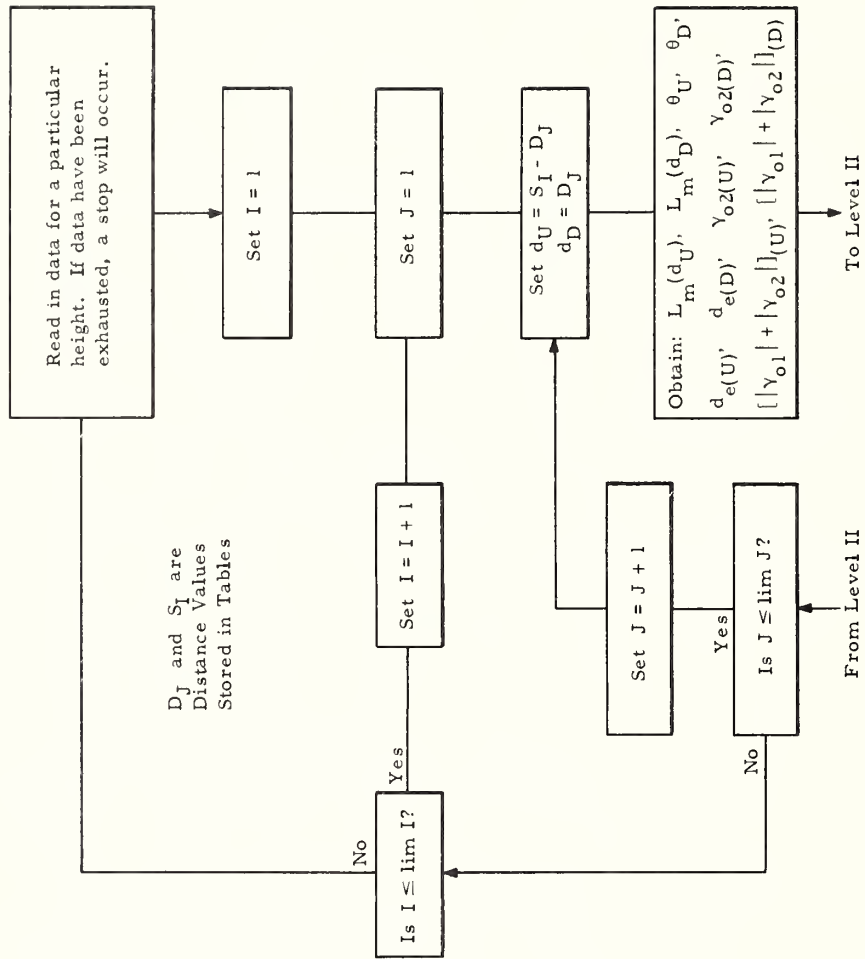 Read in data for a particular
height. If data have been
exhausted, a stop will occur.
Set I = 1
D_J and S_I are
Distance Values
Stored in Tables
No
Is I ≤ lim I?
Yes
Set I = I + 1
Set J = 1
Set d_U = S_I - D_J
d_D = D_J
Set J = J + 1
Yes
Is J ≤ lim J?
No
Obtain: L_m(d_U), L_m(d_D), θ_U, θ_D,
d_e(U), d_e(D), γ_o2(U), γ_o2(D),
[|γ_o1| + |γ_o2|]_(U), [|γ_o1| + |γ_o2|]_(D)
From Level II
To Level II